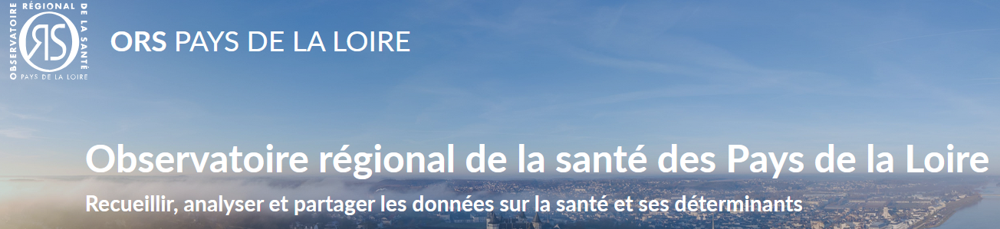 OBSERVATOIRE RÉGIONAL DE LA SANTÉ
ORS
PAYS DE LA LOIRE
ORS PAYS DE LA LOIRE
Observatoire régional de la santé des Pays de la Loire
Recueillir, analyser et partager les données sur la santé et ses déterminants